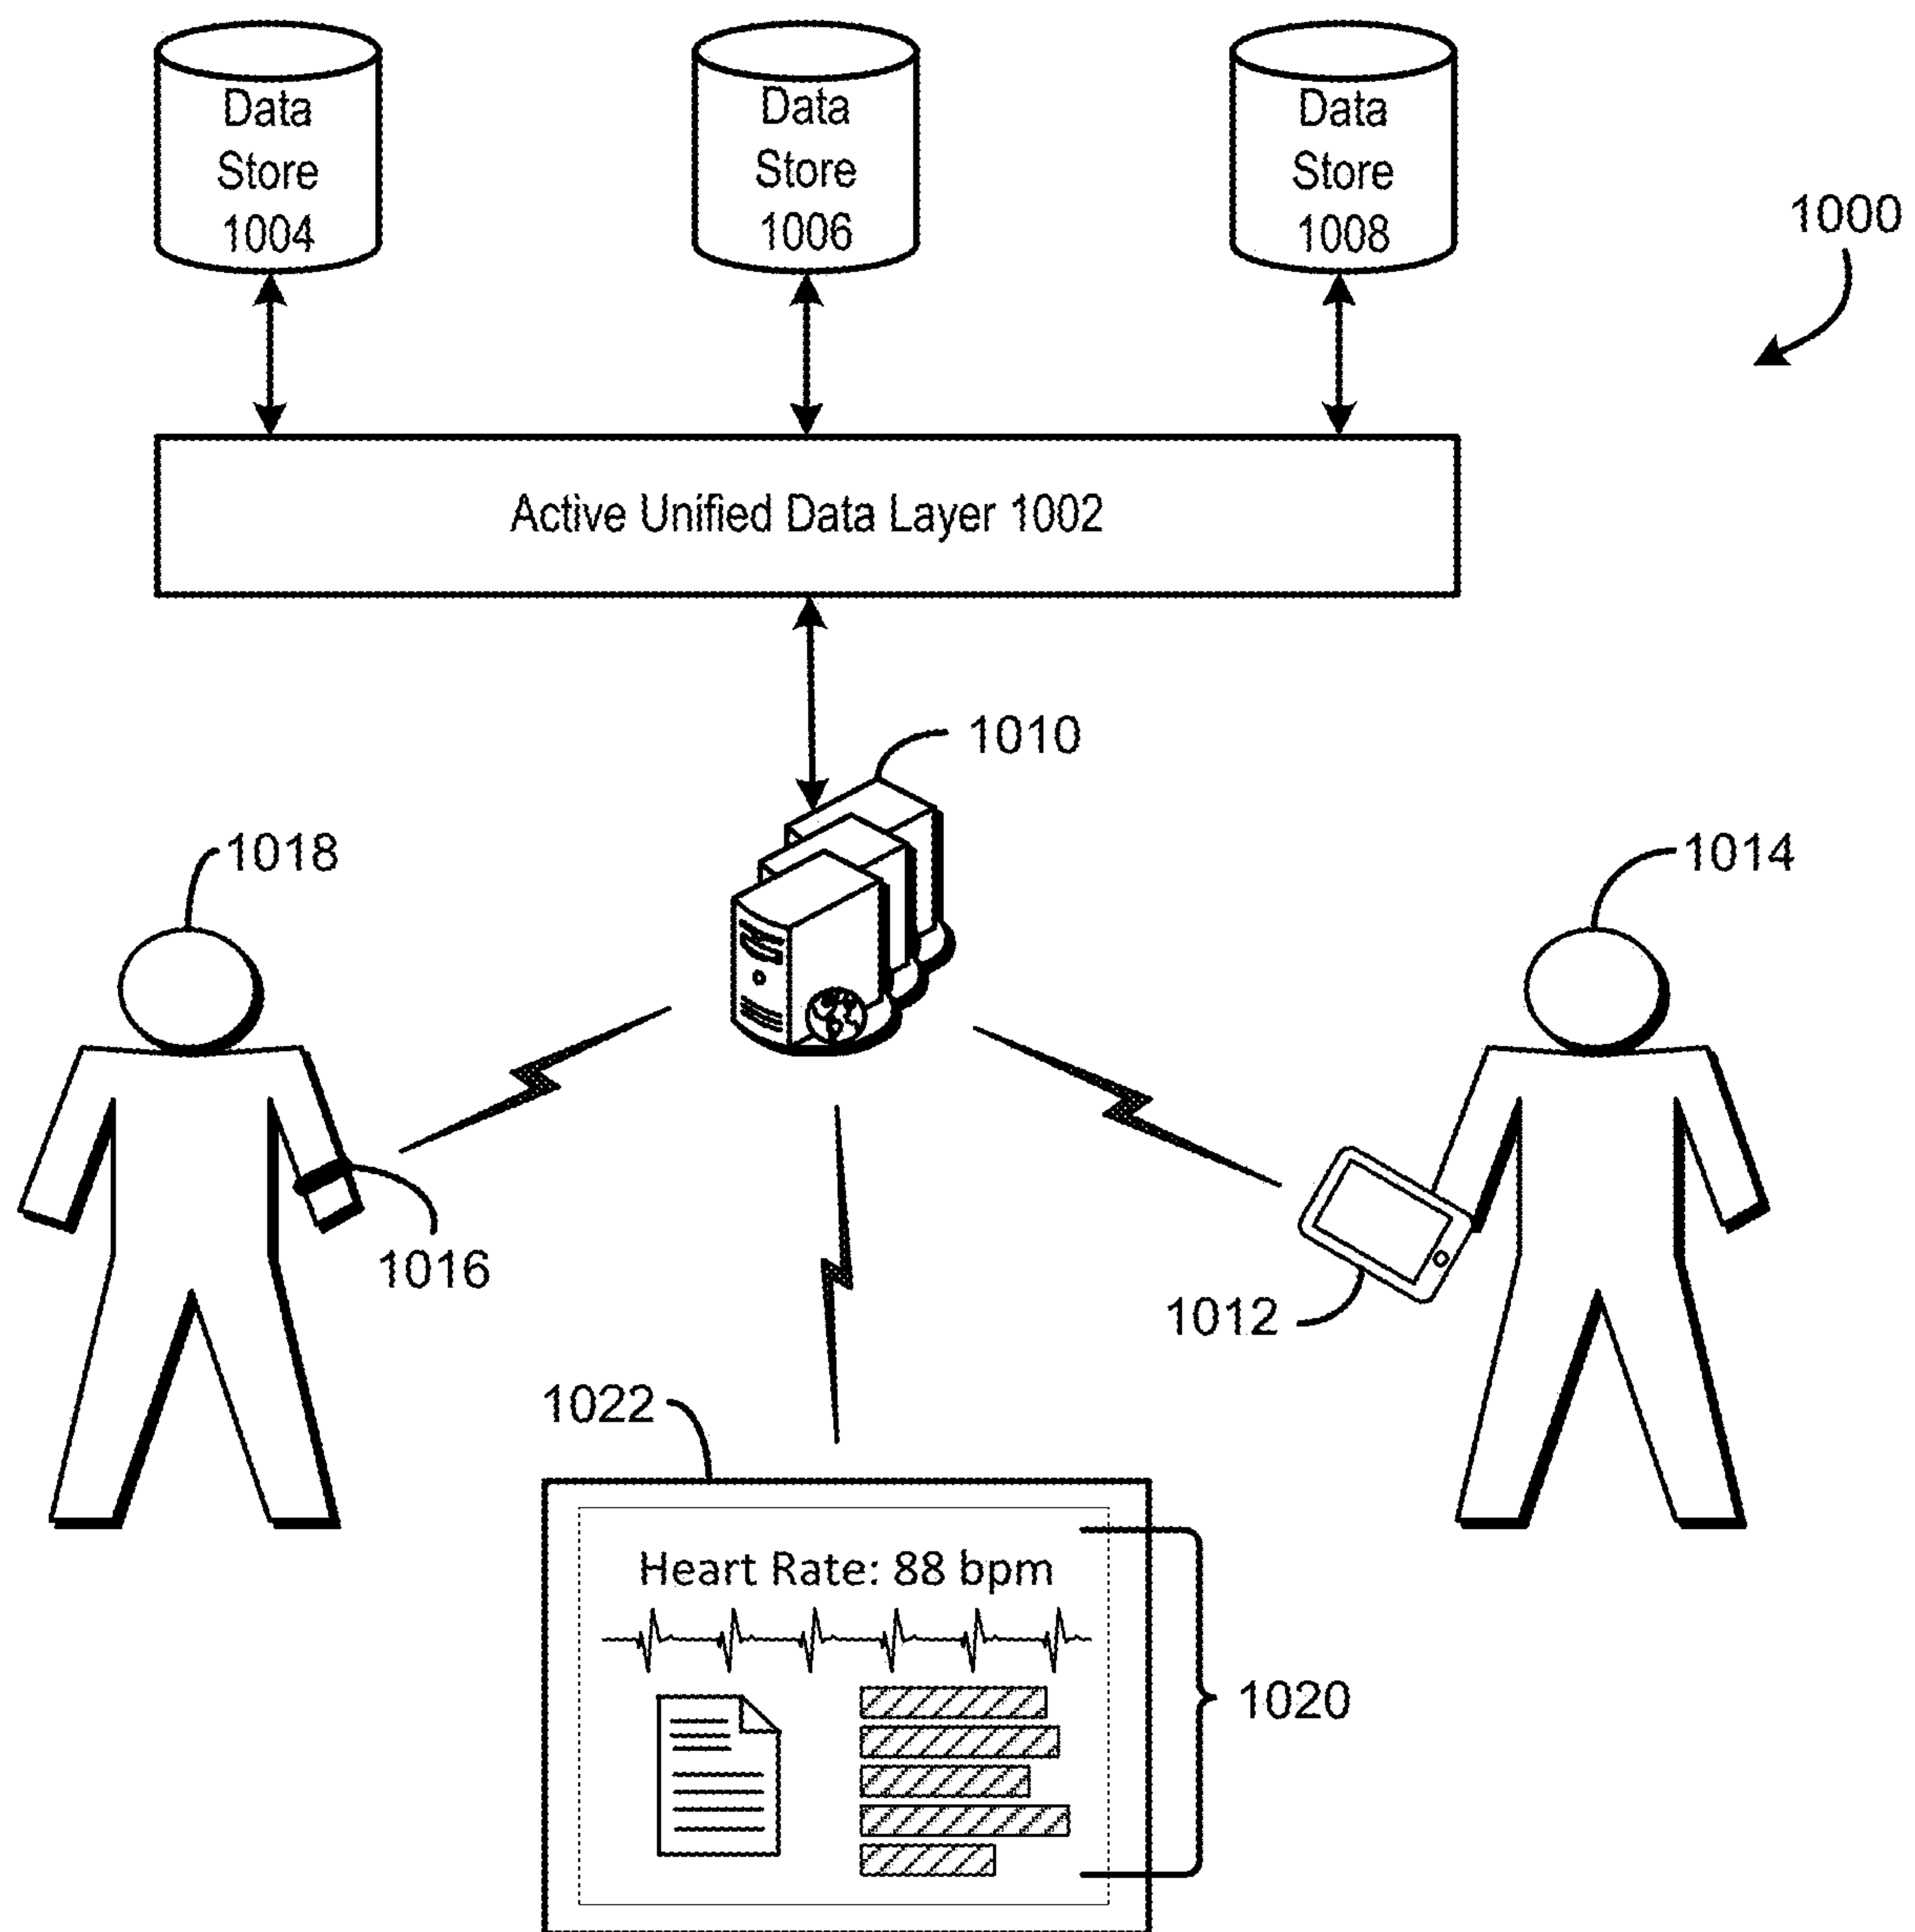 Data
Store
1004
Data
Store
1006
Data
Store
1008
1000
Active Unified Data Layer 1002
1010
1018
1014
1016
1012
1022
Heart Rate: 88 bpm
1020